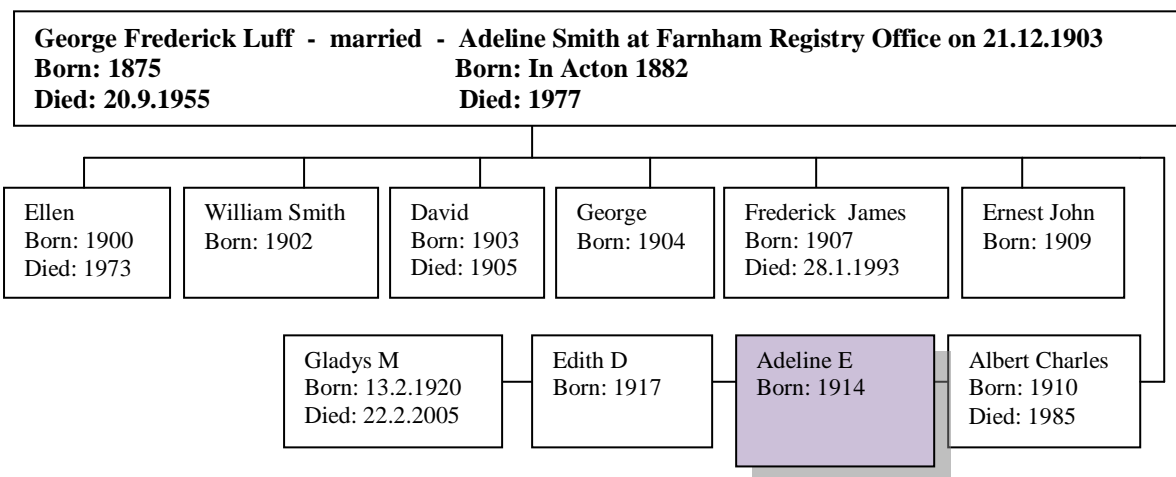 George Frederick Luff - married - Adeline Smith at Farnham Registry Office on 21.12.1903
Born: 1875 Born: In Acton 1882
Died: 20.9.1955 Died: 1977
Ellen
Born: 1900
Died: 1973
William Smith
Born: 1902
David
Born: 1903
Died: 1905
George
Born: 1904
Frederick James
Born: 1907
Died: 28.1.1993
Ernest John
Born: 1909
Gladys M
Born: 13.2.1920
Died: 22.2.2005
Edith D
Born: 1917
Adeline E
Born: 1914
Albert Charles
Born: 1910
Died: 1985